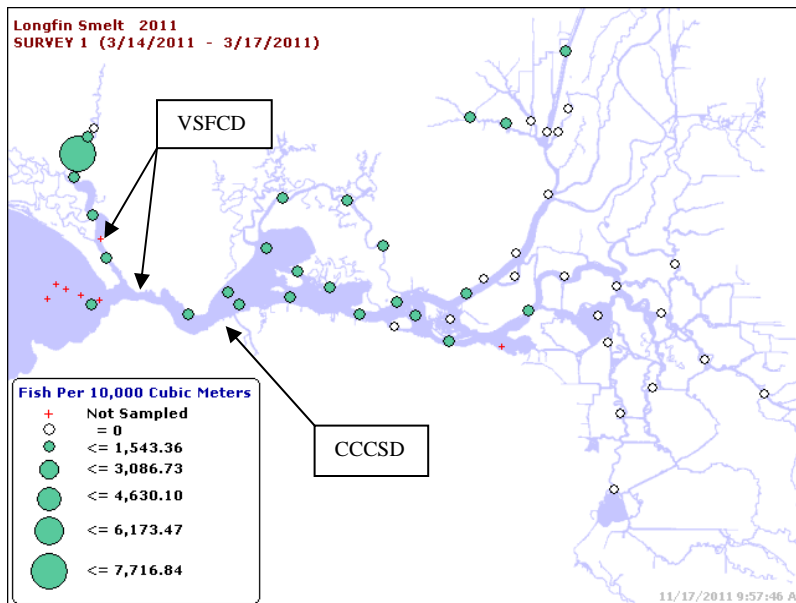 Longfin Smelt 2011
SURVEY 1 (3/14/2011 - 3/17/2011)
VSFCD
CCCSD
Fish Per 10,000 Cubic Meters
Not Sampled
= 0
<= 1,543.36
<= 3,086.73
<= 4,630.10
<= 6,173.47
<= 7,716.84
11/17/2011 9:57:46 A